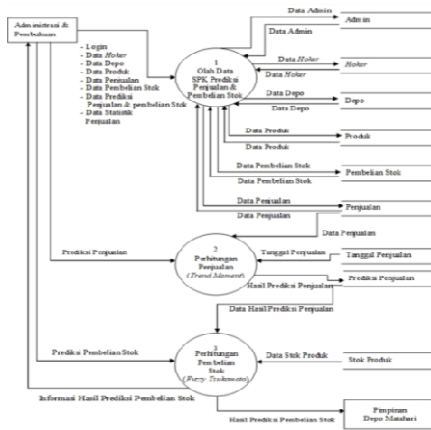 Administrasi &
Pembukuan
- Login
- Data Hoker
- Data Depo
- Data Produk
- Data Penjualan
- Data Pembelian Stok
- Data Prediksi
Penjualan & pembelian Stok
- Data Statistik
Penjualan
1
Olah Data
SPK Prediksi
Penjualan &
Pembelian Stok
Data Admin
Admin
Data Admin
Data Hoker
Hoker
Data Hoker
Data Depo
Depo
Data Depo
Data Produk
Produk
Data Produk
Data Pembelian Stok
Pembelian Stok
Data Pembelian Stok
Data Penjualan
Penjualan
Data Penjualan
Data Penjualan
Prediksi Penjualan
2
Perhitungan
Penjualan
(Trend Moment)
Tanggal Penjualan
Tanggal Penjualan
Prediksi Penjualan
Hasil Prediksi Penjualan
Data Hasil Prediksi Penjualan
Prediksi Pembelian Stok
3
Perhitungan
Pembelian
Stok
(Fuzzy Tsukamoto)
Data Stok Produk
Stok Produk
Informasi Hasil Prediksi Pembelian Stok
Hasil Prediksi Pembelian Stok
Pimpinan
Depo Matahari